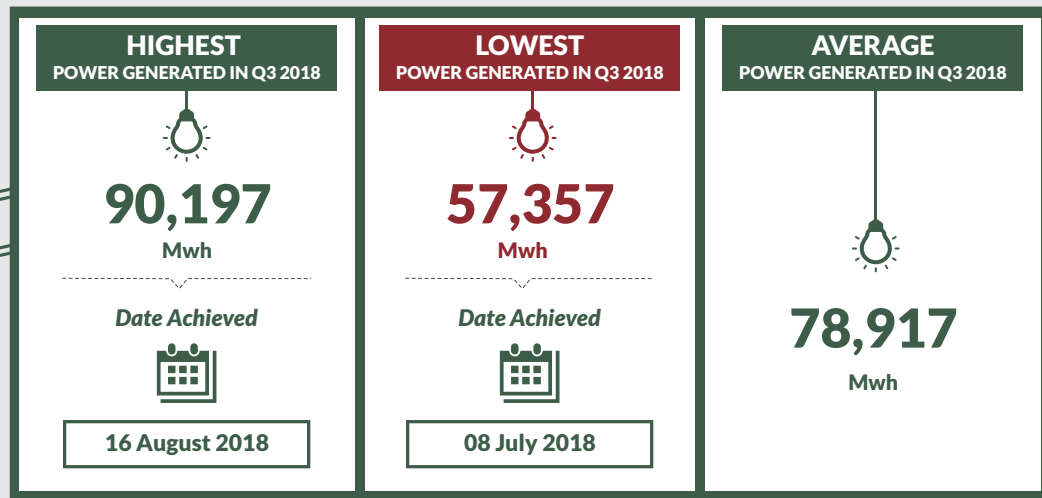 HIGHEST
POWER GENERATED IN Q3 2018
90,197
Mwh
Date Achieved
16 August 2018
LOWEST
POWER GENERATED IN Q3 2018
57,357
Mwh
Date Achieved
08 July 2018
AVERAGE
POWER GENERATED IN Q3 2018
78,917
Mwh